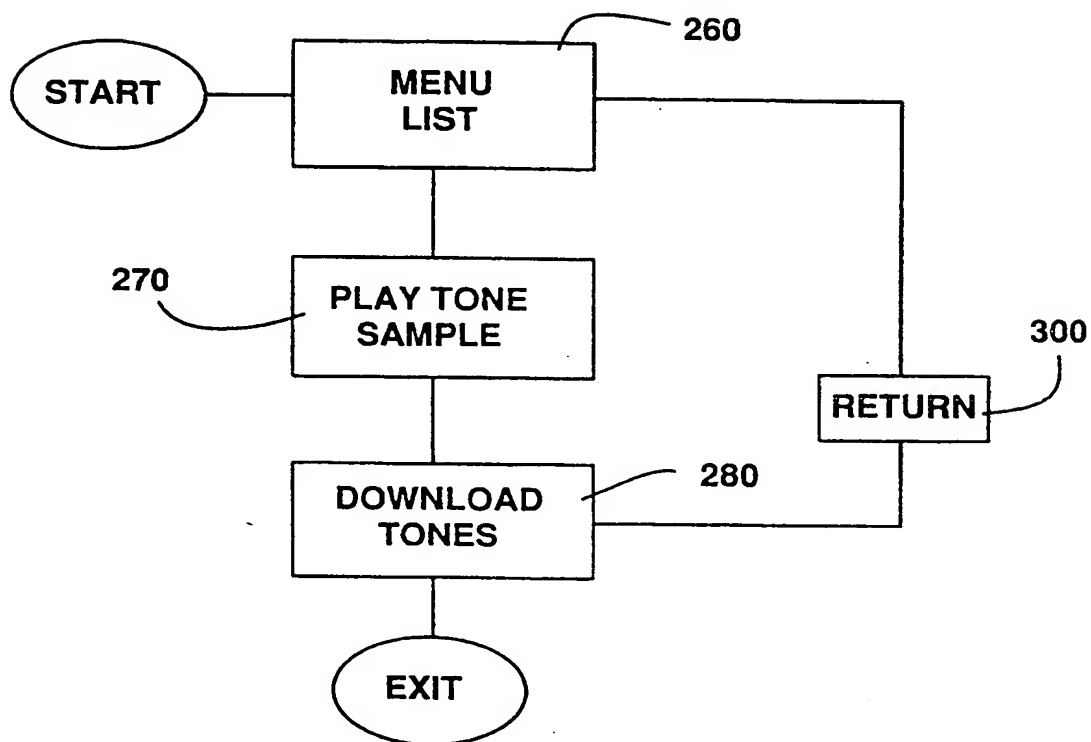 260
START
MENU
LIST
270
PLAY TONE
SAMPLE
300
RETURN
280
DOWNLOAD
TONES
EXIT